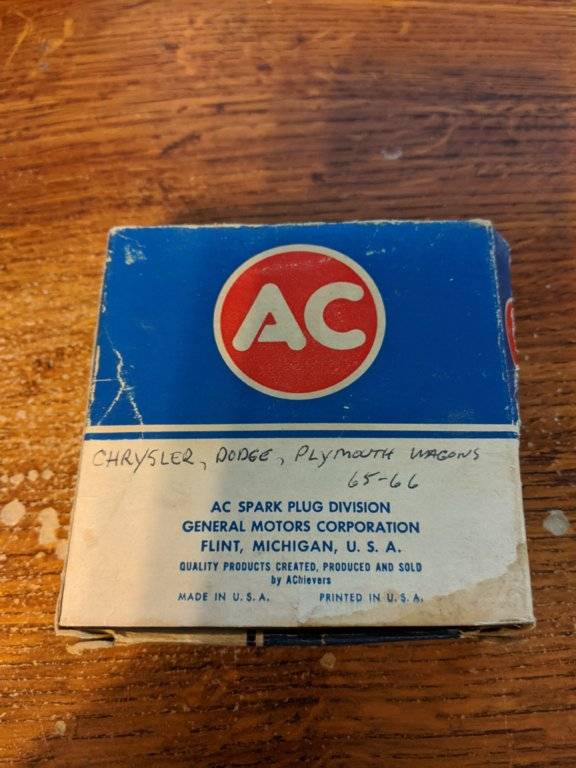 AC
CHRYSLER, DODGE, PLYMOUTH WAGONS
65-66
AC SPARK PLUG DIVISION
GENERAL MOTORS CORPORATION
FLINT, MICHIGAN, U. S. A.
QUALITY PRODUCTS CREATED, PRODUCED AND SOLD
by AChievers
MADE IN U. S. A. PRINTED IN U. S. A.